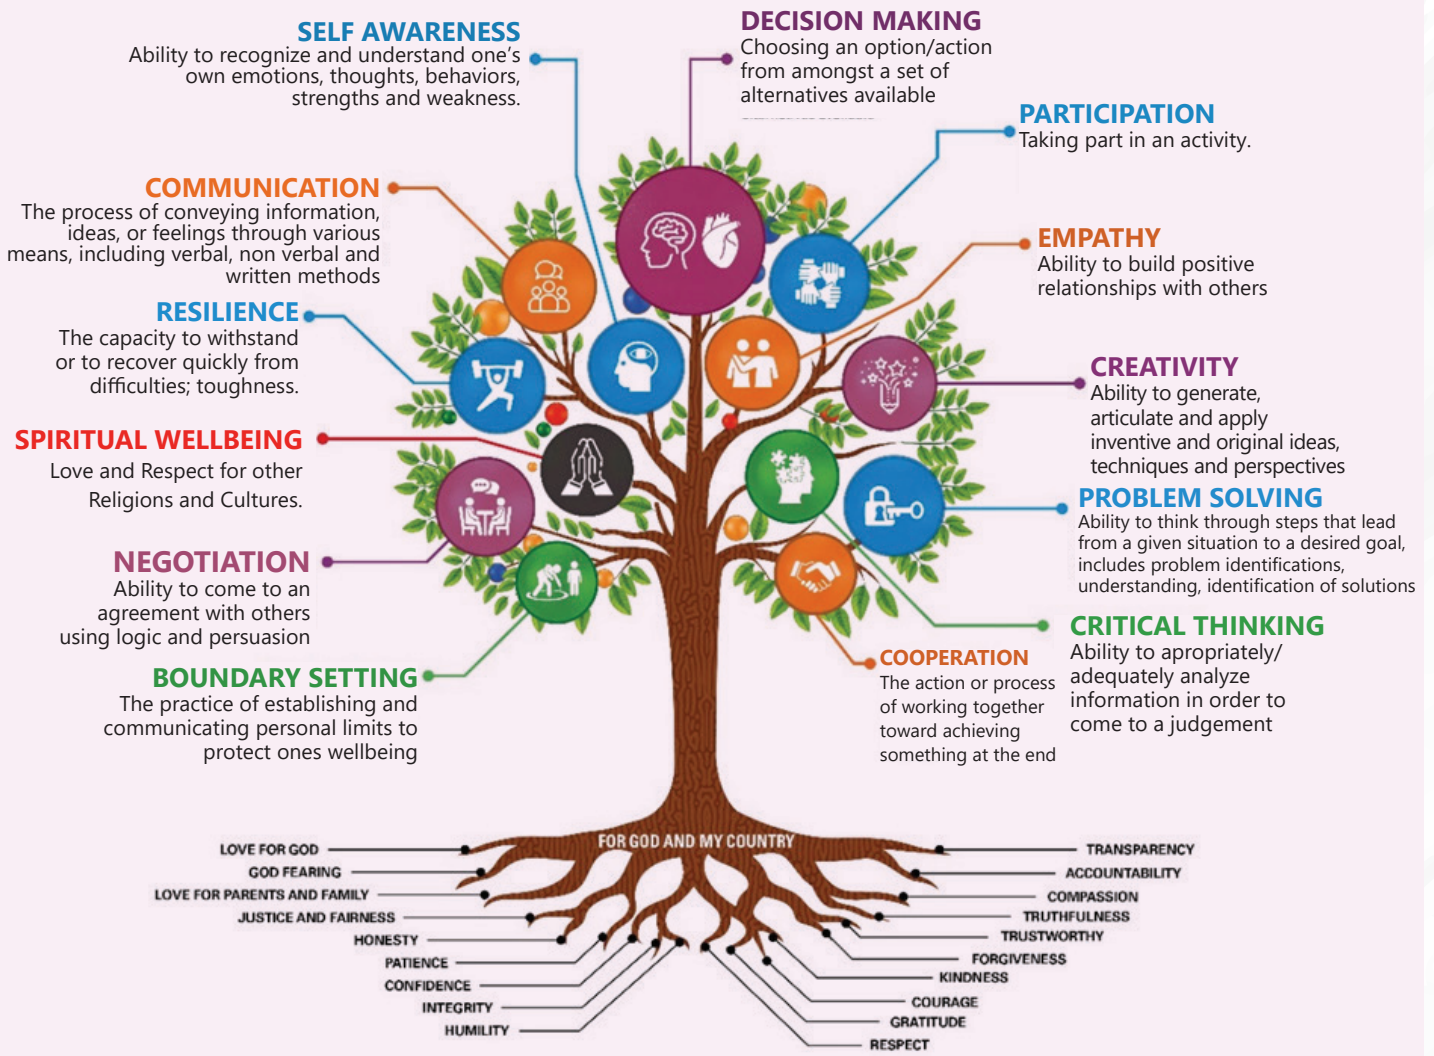 SELF AWARENESS
Ability to recognize and understand one's
own emotions, thoughts, behaviors,
strengths and weakness.
DECISION MAKING
Choosing an option/action
from amongst a set of
alternatives available
PARTICIPATION
Taking part in an activity.
COMMUNICATION
The process of conveying information,
ideas, or feelings through various
means, including verbal, non verbal and
written methods
EMPATHY
Ability to build positive
relationships with others
RESILIENCE
The capacity to withstand
or to recover quickly from
difficulties; toughness.
CREATIVITY
Ability to generate,
articulate and apply
inventive and original ideas,
techniques and perspectives
SPIRITUAL WELLBEING
Love and Respect for other
Religions and Cultures.
PROBLEM SOLVING
Ability to think through steps that lead
from a given situation to a desired goal,
includes problem identifications,
understanding, identification of solutions
NEGOTIATION
Ability to come to an
agreement with others
using logic and persuasion
CRITICAL THINKING
Ability to apropriately/
adequately analyze
information in order to
come to a judgement
BOUNDARY SETTING
The practice of establishing and
communicating personal limits to
protect ones wellbeing
COOPERATION
The action or process
of working together
toward achieving
something at the end
FOR GOD AND MY COUNTRY
LOVE FOR GOD
GOD FEARING
LOVE FOR PARENTS AND FAMILY
JUSTICE AND FAIRNESS
HONESTY
PATIENCE
CONFIDENCE
INTEGRITY
HUMILITY
TRANSPARENCY
ACCOUNTABILITY
COMPASSION
TRUTHFULNESS
TRUSTWORTHY
FORGIVENESS
KINDNESS
COURAGE
GRATITUDE
RESPECT